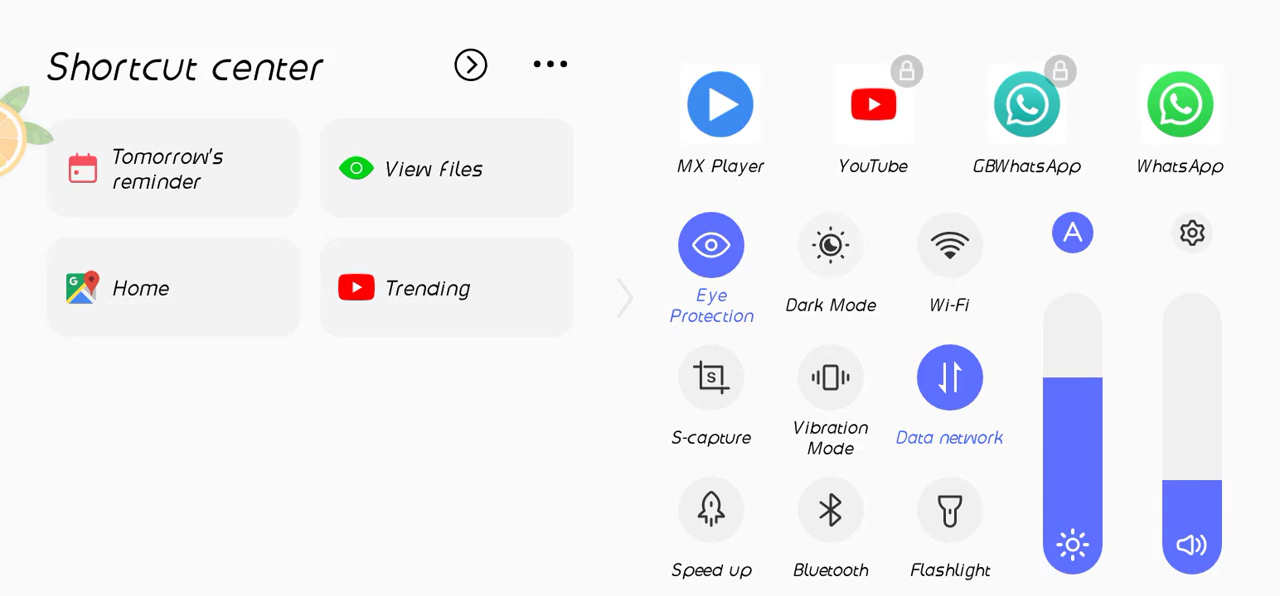 Shortcut center
Tomorrow's
reminder
View files
Home
Trending
MX Player
YouTube
GBWhatsApp
WhatsApp
A
Eye
Protection
Dark Mode
Wi-Fi
S
S-capture
Vibration
Mode
Data network
Speed up
Bluetooth
Flashlight